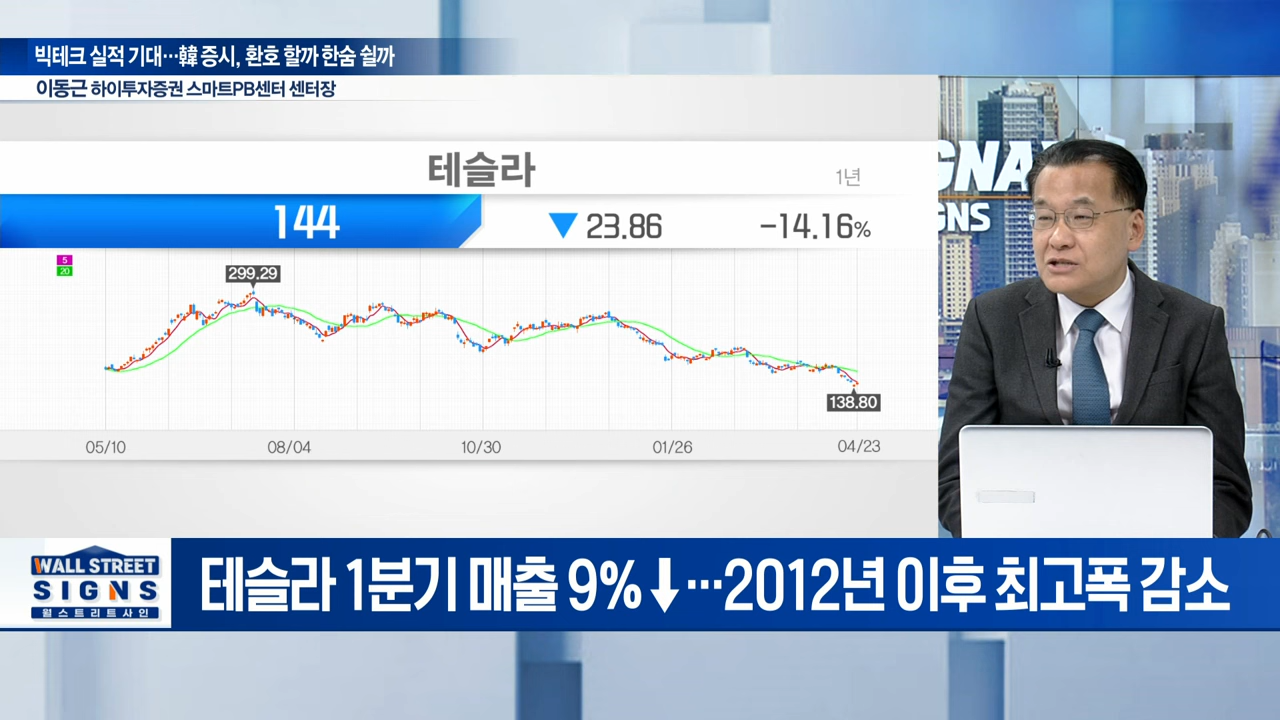 빅테크 실적 기대…韓 증시, 환호 할까 한숨 쉴까
이동근 하이투자증권 스마트PB센터 센터장
테슬라
1년
144
▼ 23.86
-14.16%
5
20
299.29
138.80
05/10
08/04
10/30
01/26
04/23
GNA
GNS
WALL STREET
SIGNS
월스트리트사인
테슬라 1분기 매출 9%↓…2012년 이후 최고폭 감소